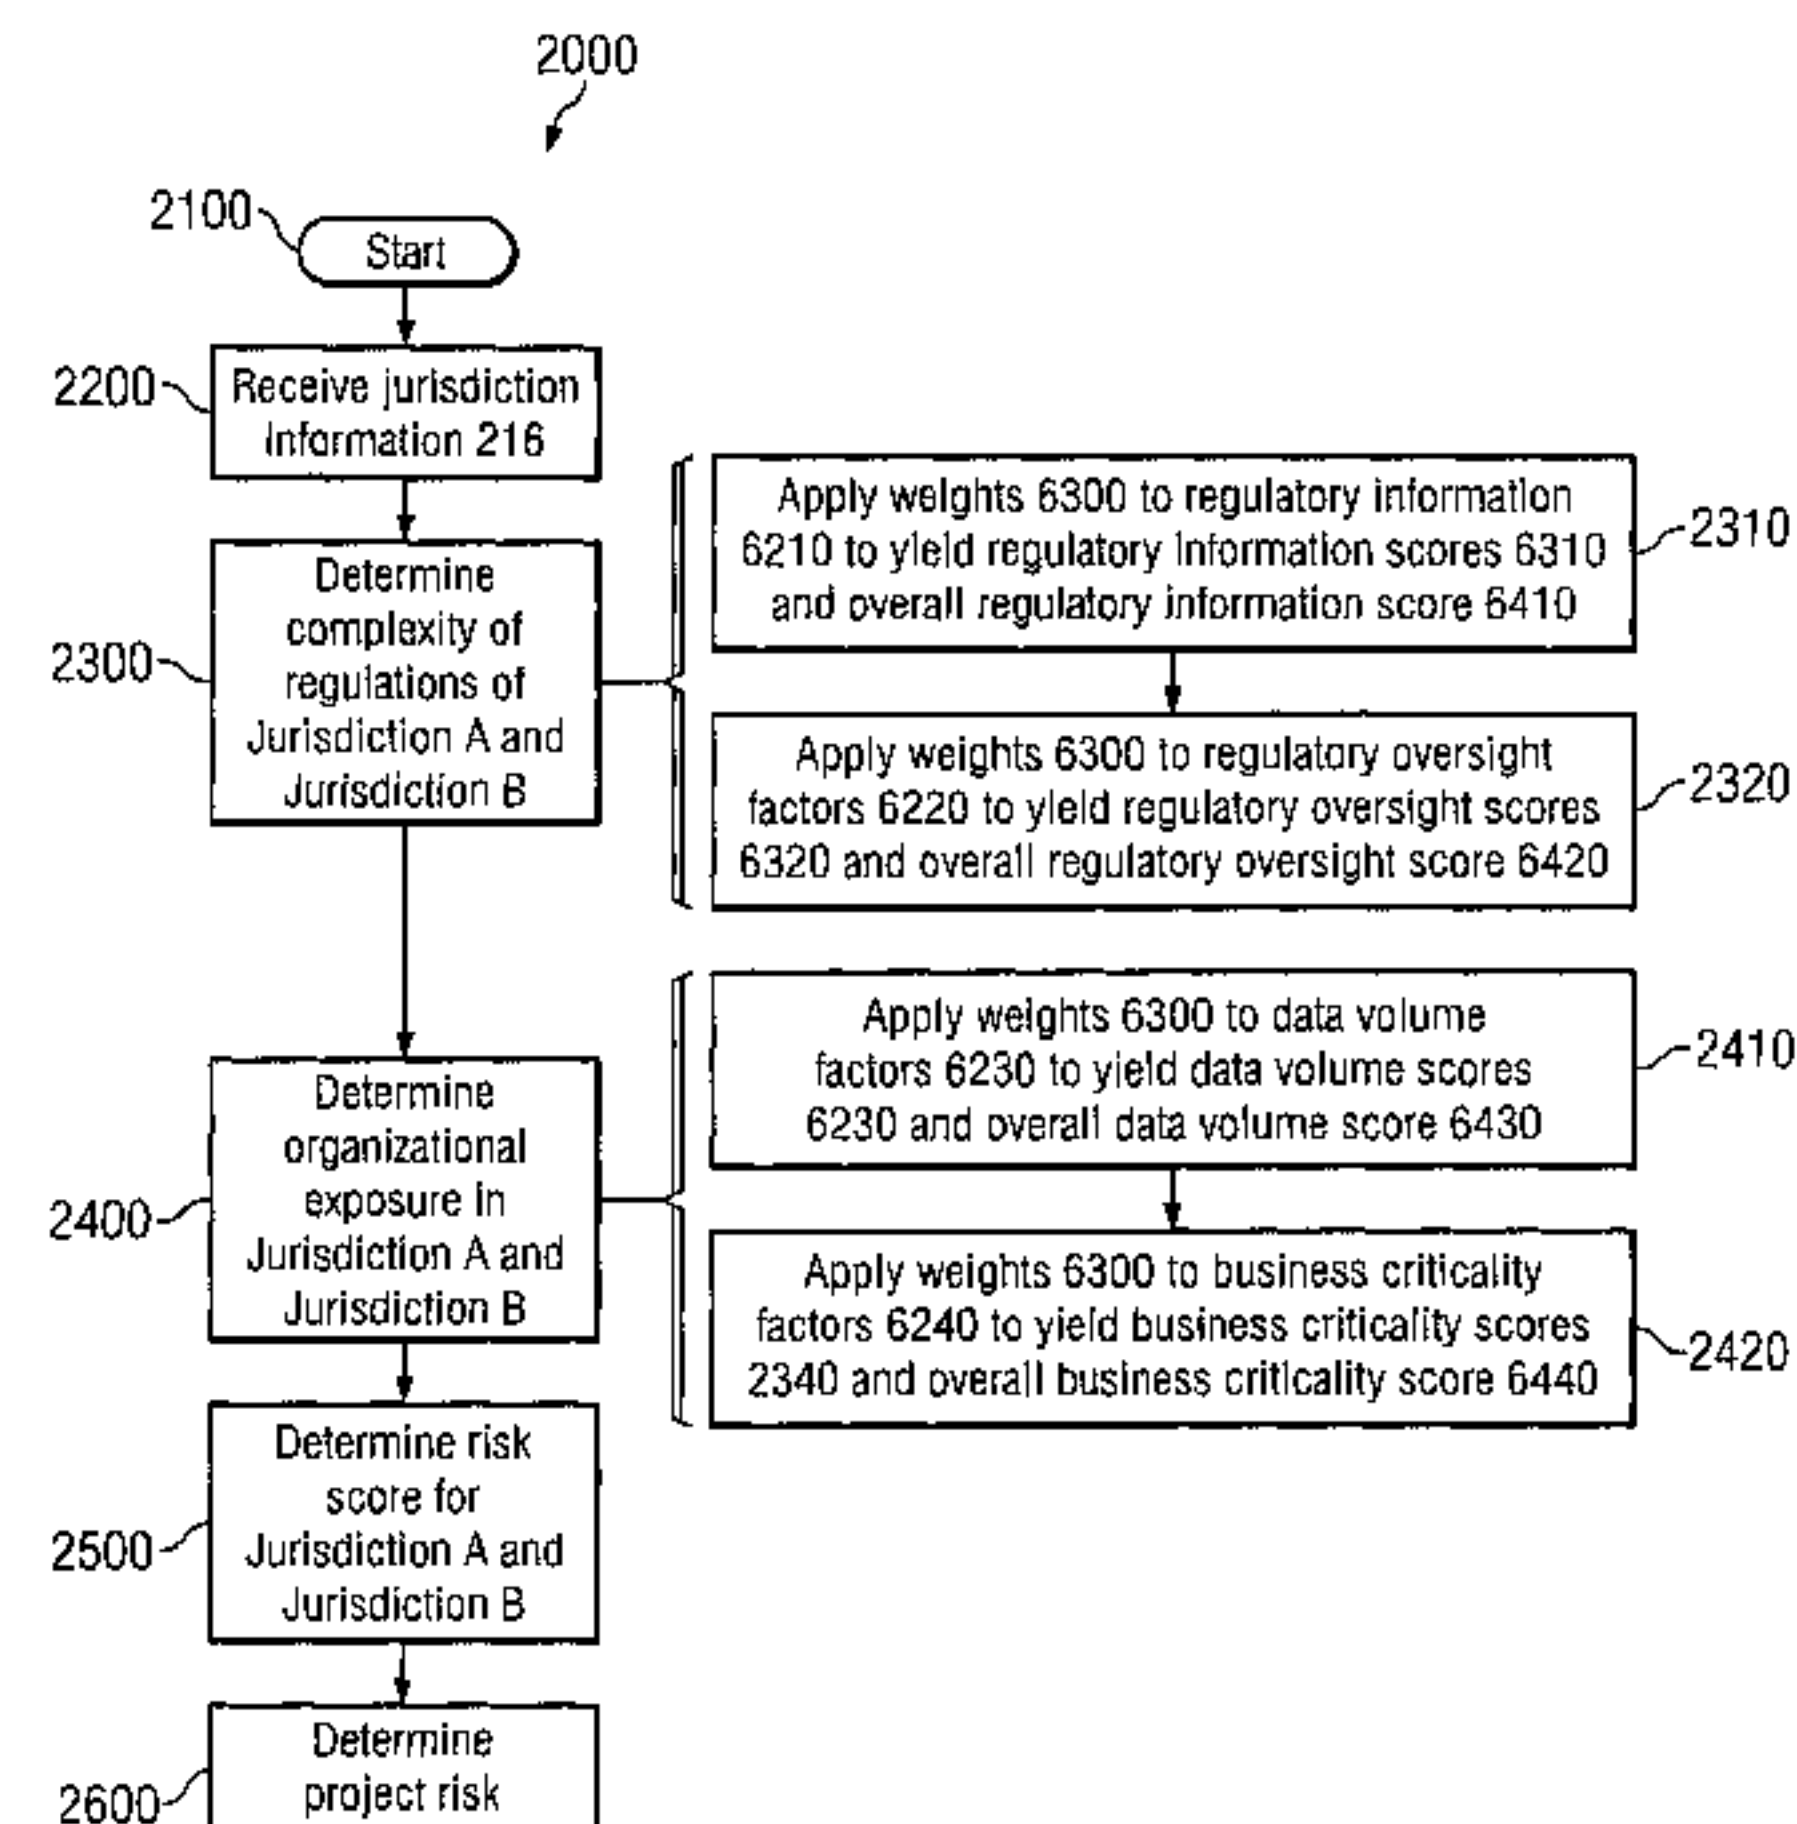 2000
2100
Start
2200
Receive jurisdiction
Information 216
2300
Determine
complexity of
regulations of
Jurisdiction A and
Jurisdiction B
Apply weights 6300 to regulatory information
6210 to yield regulatory information scores 6310
and overall regulatory information score 6410
2310
Apply weights 6300 to regulatory oversight
factors 6220 to yield regulatory oversight scores
6320 and overall regulatory oversight score 6420
2320
2400
Determine
organizational
exposure in
Jurisdiction A and
Jurisdiction B
Apply weights 6300 to data volume
factors 6230 to yield data volume scores
6230 and overall data volume score 6430
2410
Apply weights 6300 to business criticality
factors 6240 to yield business criticality scores
2340 and overall business criticality score 6440
2420
2500
Determine risk
score for
Jurisdiction A and
Jurisdiction B
2600
Determine
project risk